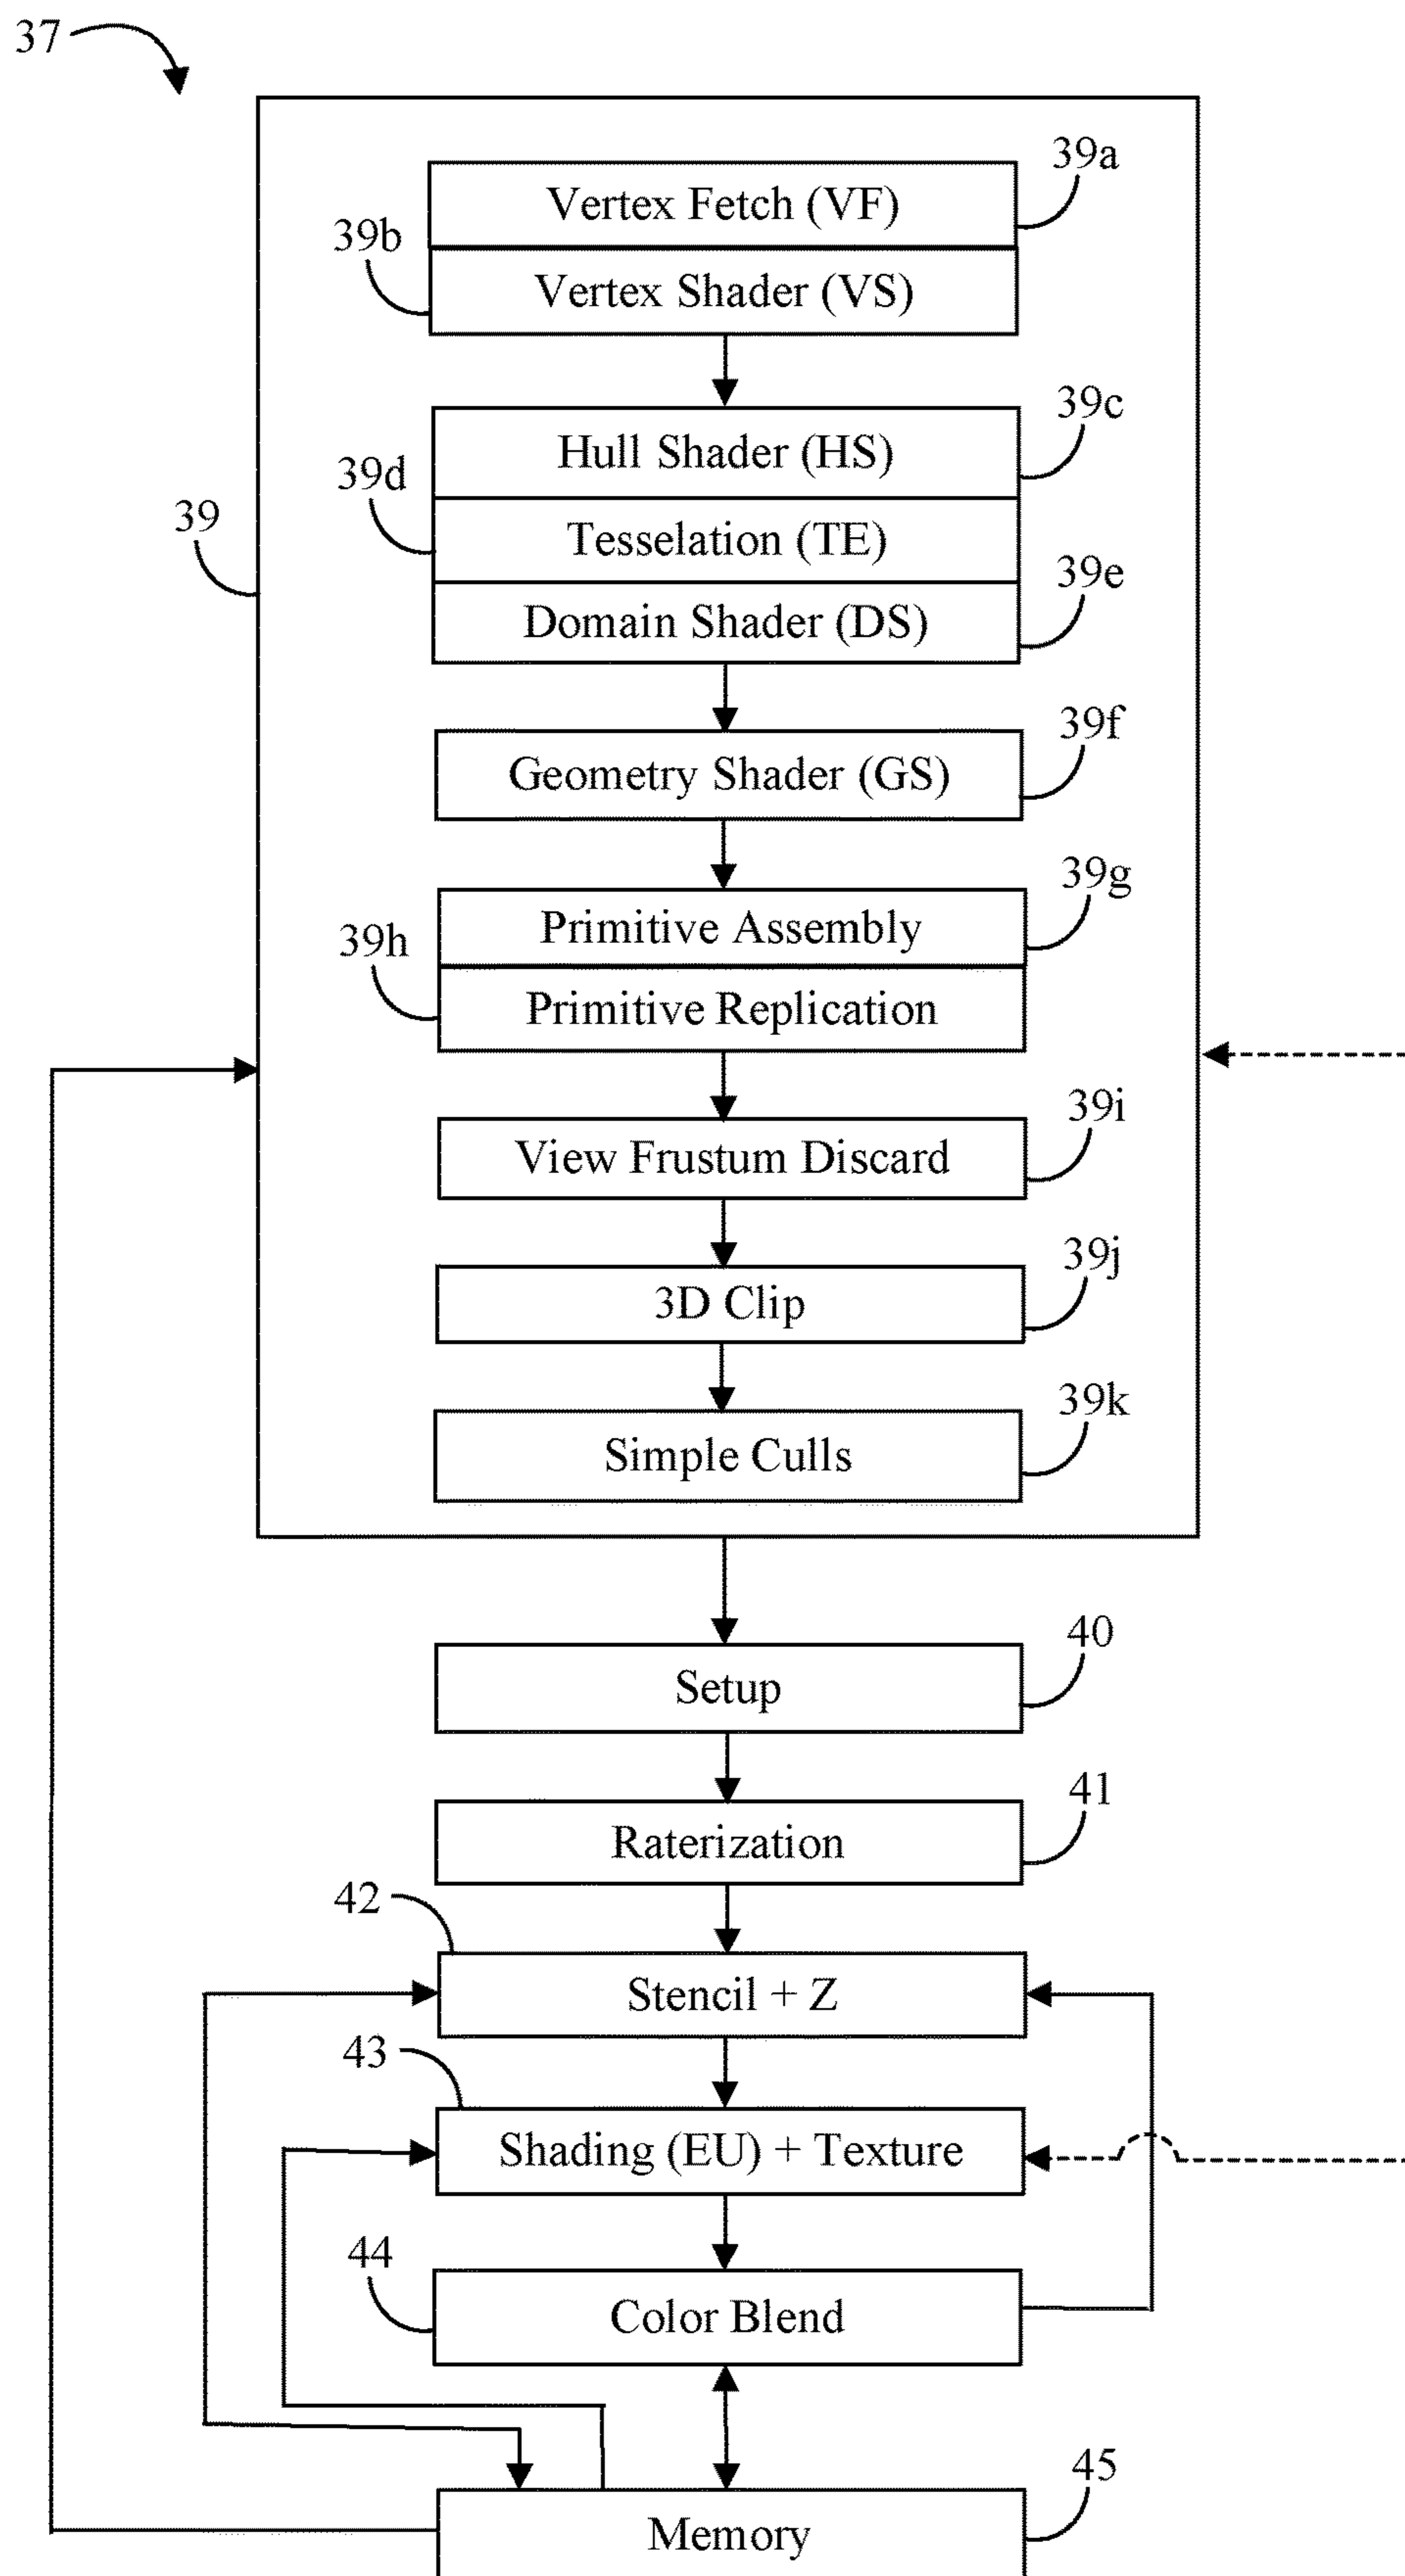 37
39a
Vertex Fetch (VF)
39b
Vertex Shader (VS)
39c
Hull Shader (HS)
39d
39
Tesselation (TE)
39e
Domain Shader (DS)
39f
Geometry Shader (GS)
39g
Primitive Assembly
39h
Primitive Replication
39i
View Frustum Discard
39j
3D Clip
39k
Simple Culls
40
Setup
41
Raterization
42
Stencil + Z
43
Shading (EU) + Texture
44
Color Blend
45
Memory